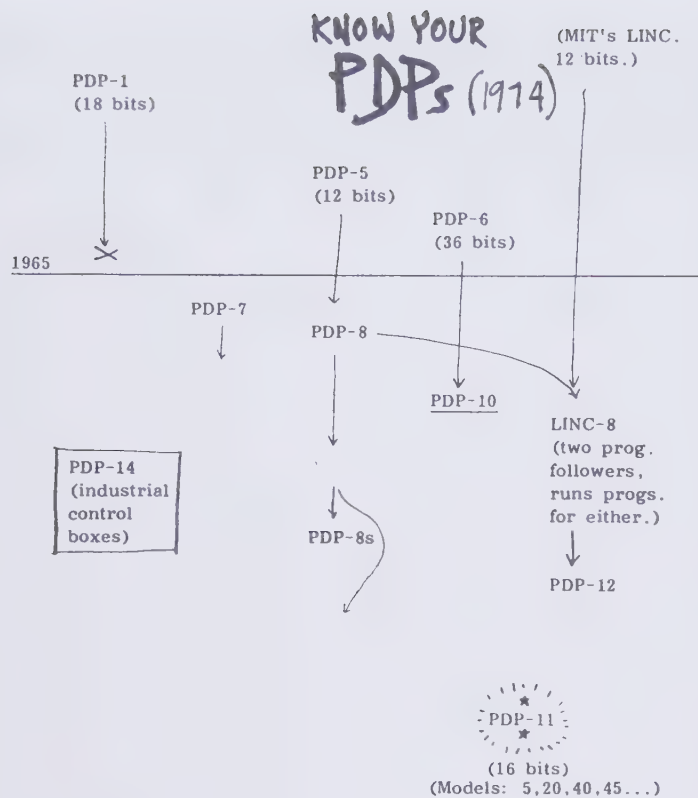 KNOW YOUR
PDPs (1974)
(MIT's LINC.
12 bits.)
PDP-1
(18 bits)
PDP-5
(12 bits)
PDP-6
(36 bits)
1965
PDP-7
PDP-8
PDP-10
LINC-8
(two prog.
followers,
runs progs.
for either.)
PDP-14
(industrial
control
boxes)
PDP-8s
PDP-12
PDP-11
(16 bits)
(Models: 5,20,40,45...)